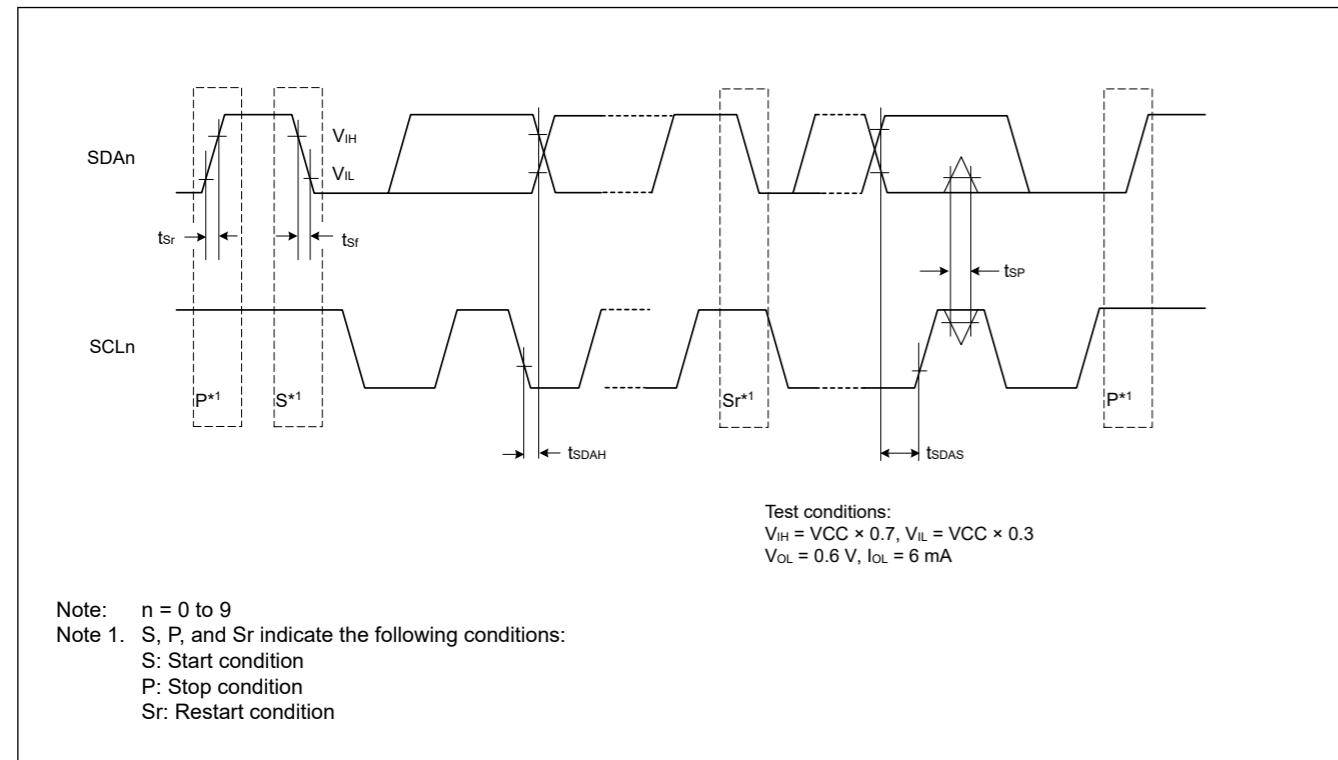 SDAn
VIH
VIL
tSr
tSf
tSP
SCLn
P*1
S*1
Sr*1
P*1
tSDAH
tSDAS
Test conditions:
VIH = VCC × 0.7, VIL = VCC × 0.3
VOL = 0.6 V, IOL = 6 mA
Note: n = 0 to 9
Note 1. S, P, and Sr indicate the following conditions:
S: Start condition
P: Stop condition
Sr: Restart condition